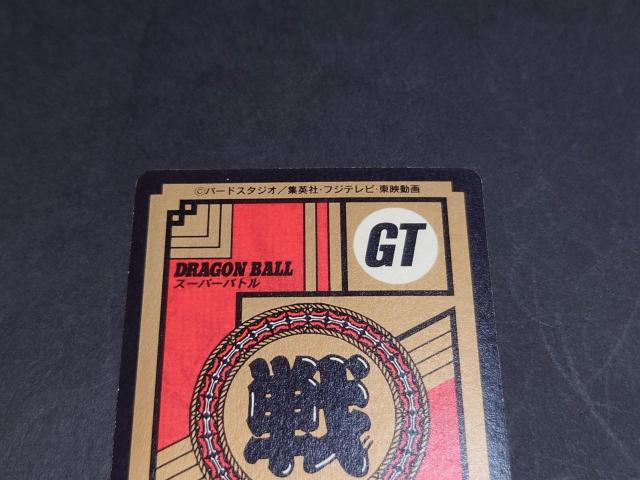 ©バードスタジオ／集英社・フジテレビ・東映動画
GT
DRAGON BALL
スーパーバトル
戦